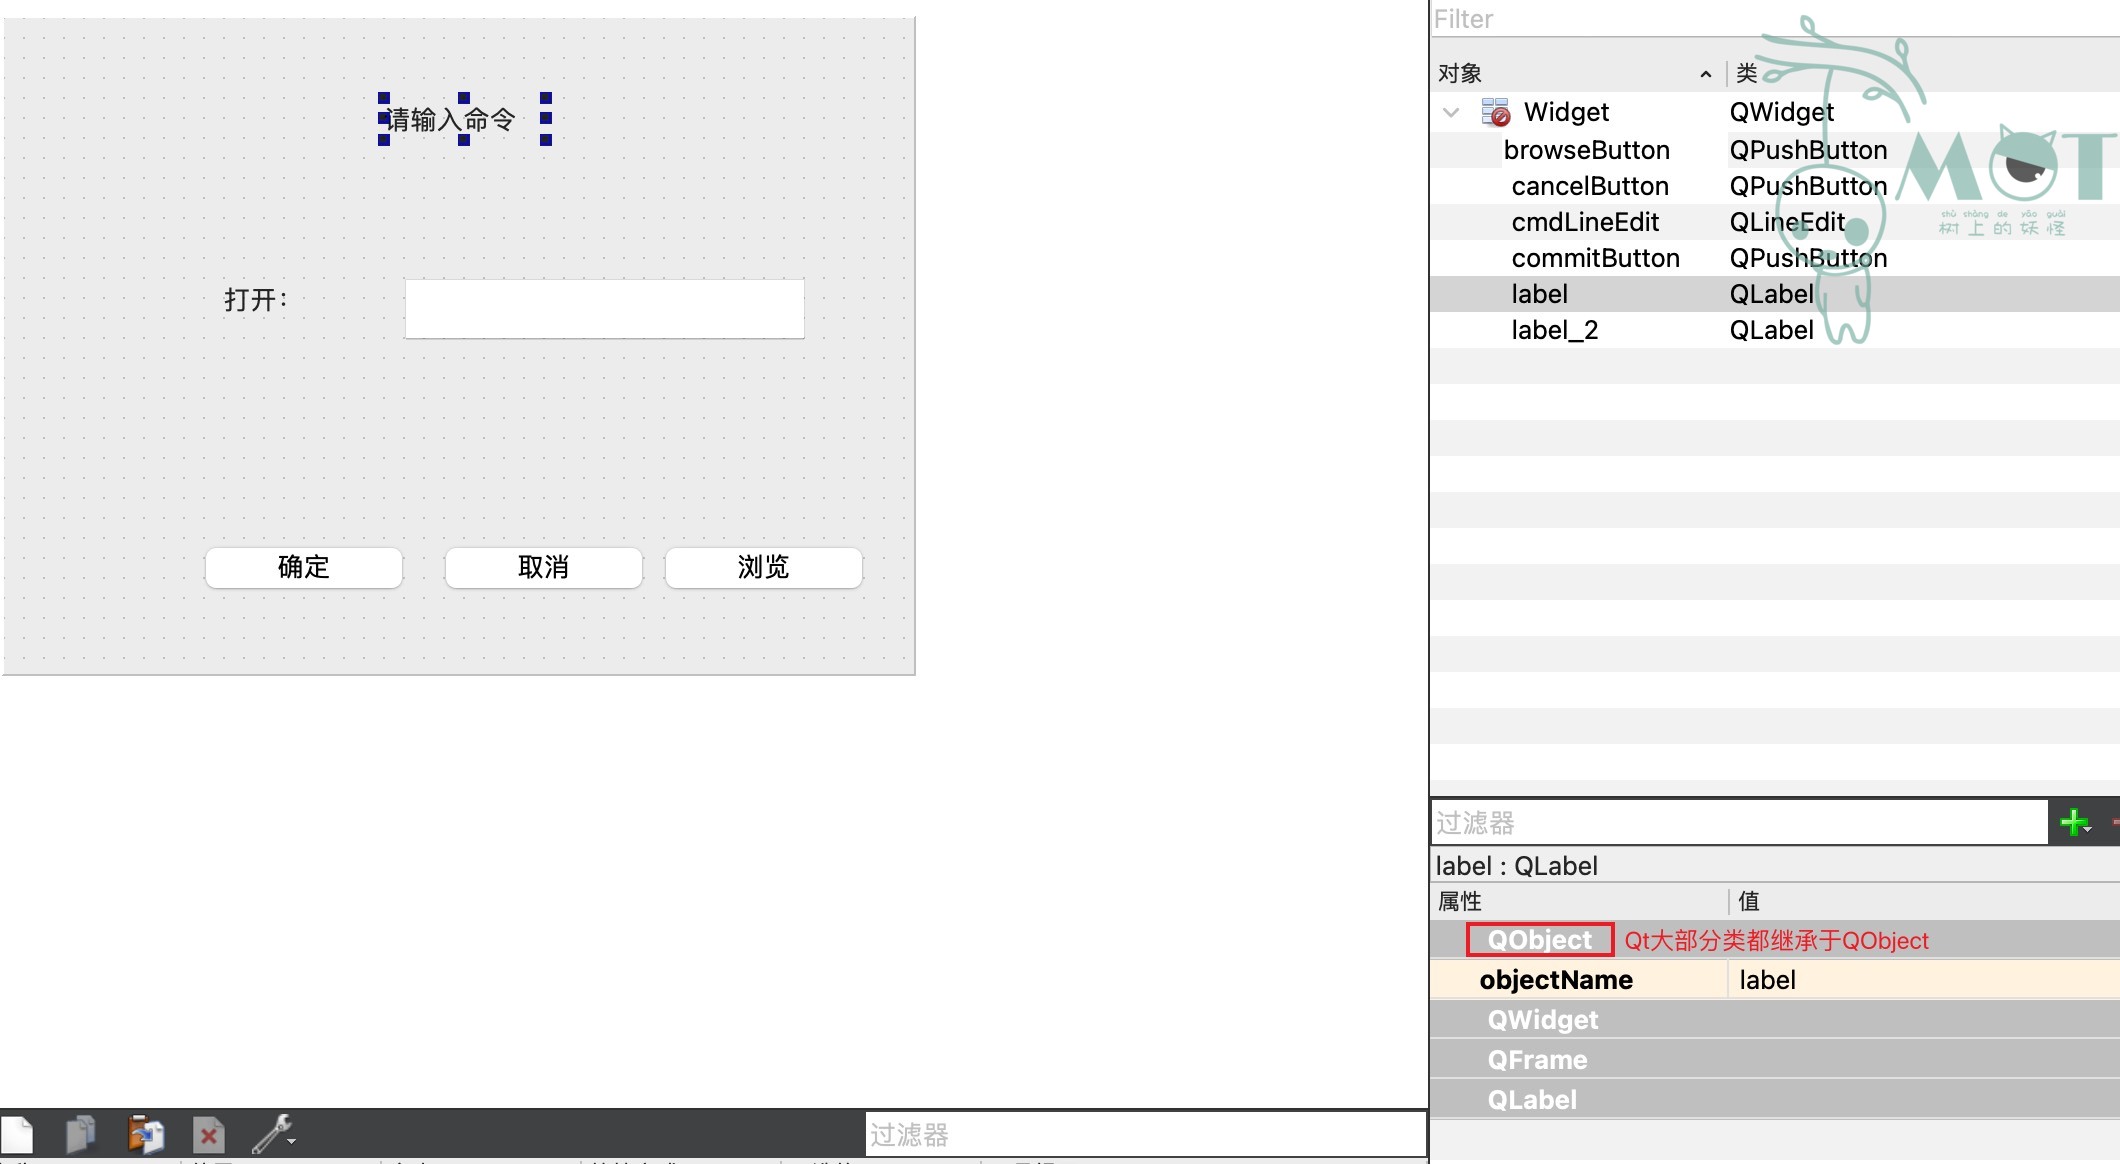 请输入命令
打开：
确定
取消
浏览
Filter
对象 类
Widget QWidget
browseButton QPushButton
cancelButton QPushButton
cmdLineEdit QLineEdit
commitButton QPushButton
label QLabel
label_2 QLabel
MOT
shù shàng de yāo guài
树上的妖怪
过滤器
label : QLabel
属性 值
QObject Qt大部分类都继承于QObject
objectName label
QWidget
QFrame
QLabel
过滤器